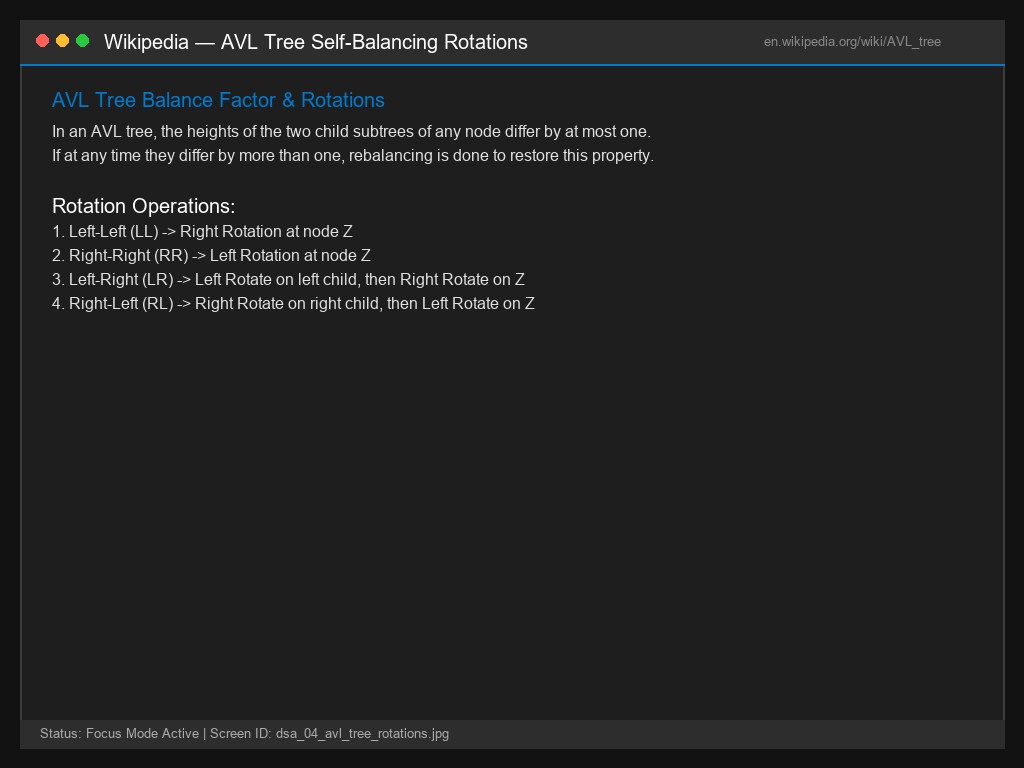 Wikipedia — AVL Tree Self-Balancing Rotations
en.wikipedia.org/wiki/AVL_tree
AVL Tree Balance Factor & Rotations
In an AVL tree, the heights of the two child subtrees of any node differ by at most one.
If at any time they differ by more than one, rebalancing is done to restore this property.
Rotation Operations:
1. Left-Left (LL) -> Right Rotation at node Z
2. Right-Right (RR) -> Left Rotation at node Z
3. Left-Right (LR) -> Left Rotate on left child, then Right Rotate on Z
4. Right-Left (RL) -> Right Rotate on right child, then Left Rotate on Z
Status: Focus Mode Active | Screen ID: dsa_04_avl_tree_rotations.jpg